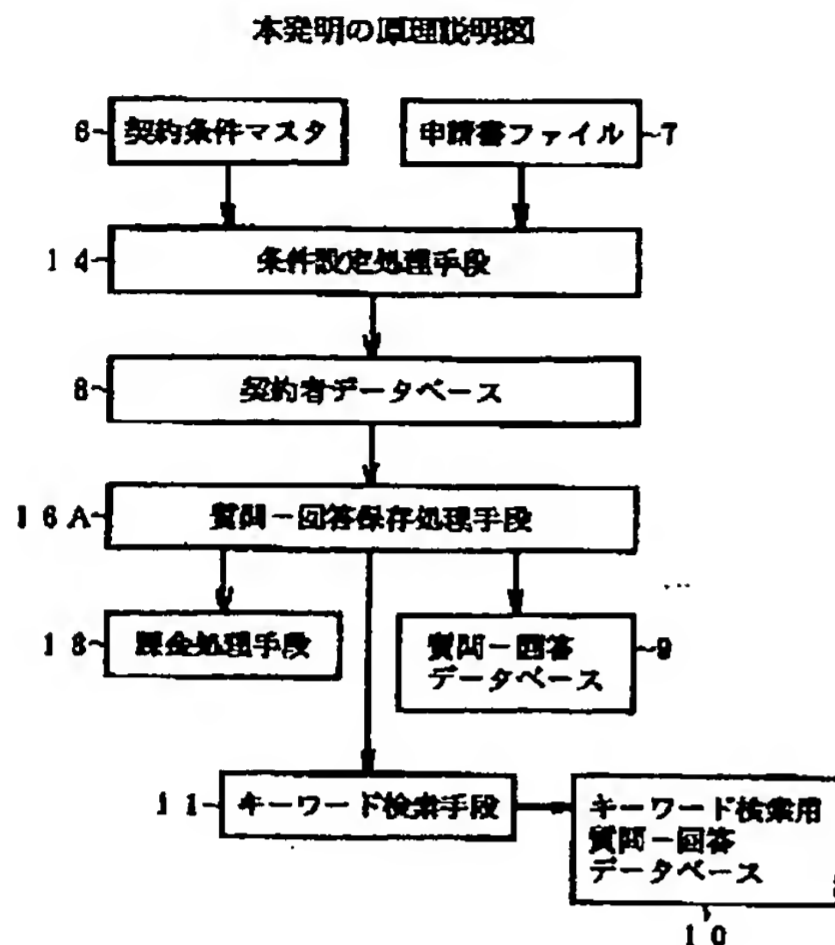 本発明の原理説明図
6 契約条件マスタ
申請書ファイル 7
14 条件設定処理手段
8 契約者データベース
16A 質問-回答保存処理手段
課金処理手段
質問-回答
データベース
9
11 キーワード検索手段
キーワード検索用
質問-回答
データベース
10